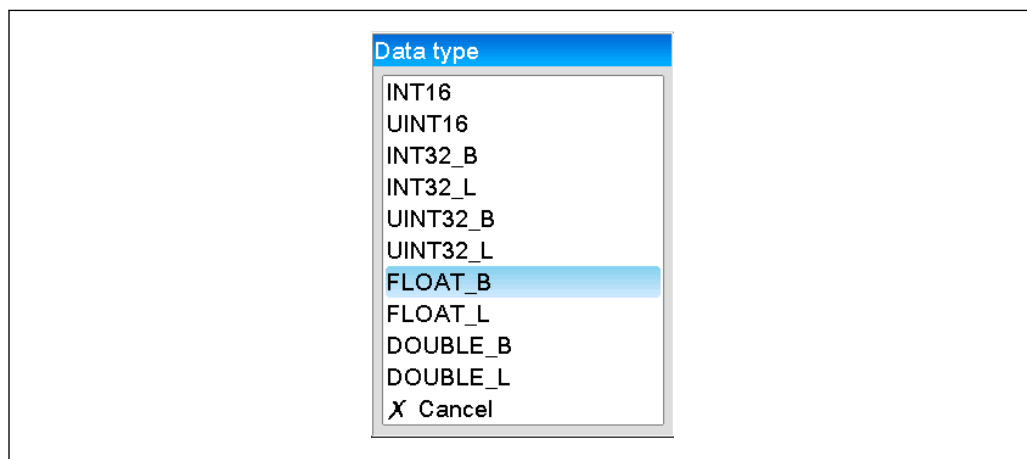 Data type
INT16
UINT16
INT32_B
INT32_L
UINT32_B
UINT32_L
FLOAT_B
FLOAT_L
DOUBLE_B
DOUBLE_L
X Cancel